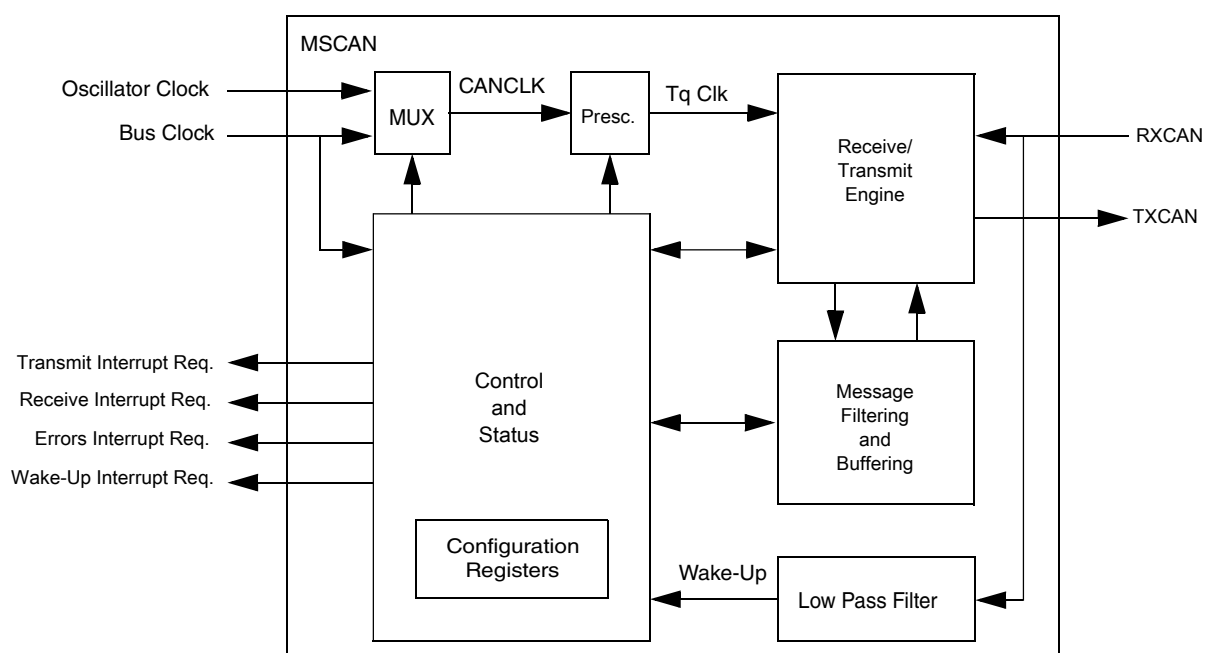 MSCAN
Oscillator Clock
Bus Clock
MUX
CANCLK
Presc.
Tq Clk
Receive/
Transmit
Engine
RXCAN
TXCAN
Transmit Interrupt Req.
Receive Interrupt Req.
Errors Interrupt Req.
Wake-Up Interrupt Req.
Control
and
Status
Message
Filtering
and
Buffering
Configuration
Registers
Wake-Up
Low Pass Filter